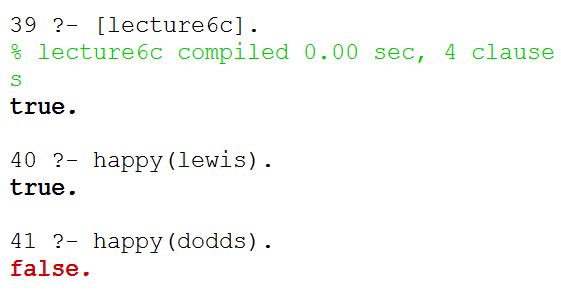 39 ?- [lecture6c].
% lecture6c compiled 0.00 sec, 4 clause
s
true.
40 ?- happy(lewis).
true.
41 ?- happy(dodds).
false.